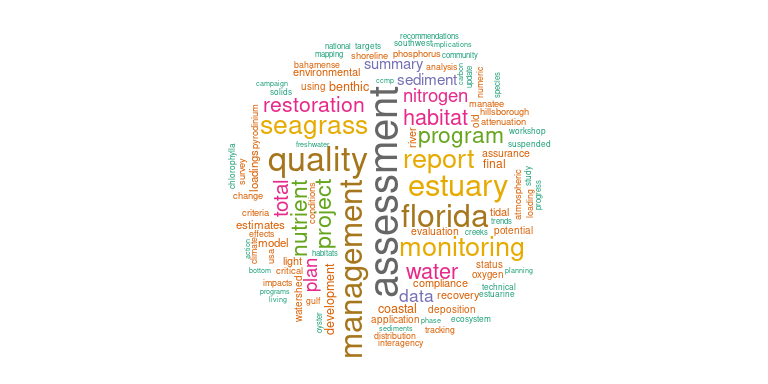 recommendations
southwest implications
national targets
mapping shoreline phosphorus community
bahamense summary analysis
environmental sediment carbon update numeric species
campaign using benthic ccmp nitrogen manatee
solids restoration habitat old hillsborough
pyrodinium seagrass river program attenuation
workshop
freshwater suspended
chlorophylla quality assessment report assurance
survey loadings final
change total nutrient project management estuary atmospheric loading study progress
criteria conditions florida tidal
estimates trends
effects evaluation creeks potential
action climate model usa habitats monitoring
light status
bottom critical plan water oxygen planning
impacts compliance technical
programs watershed development data recovery estuarine
living gulf coastal deposition
oyster application phase ecosystem
sediments tracking
distribution
interagency